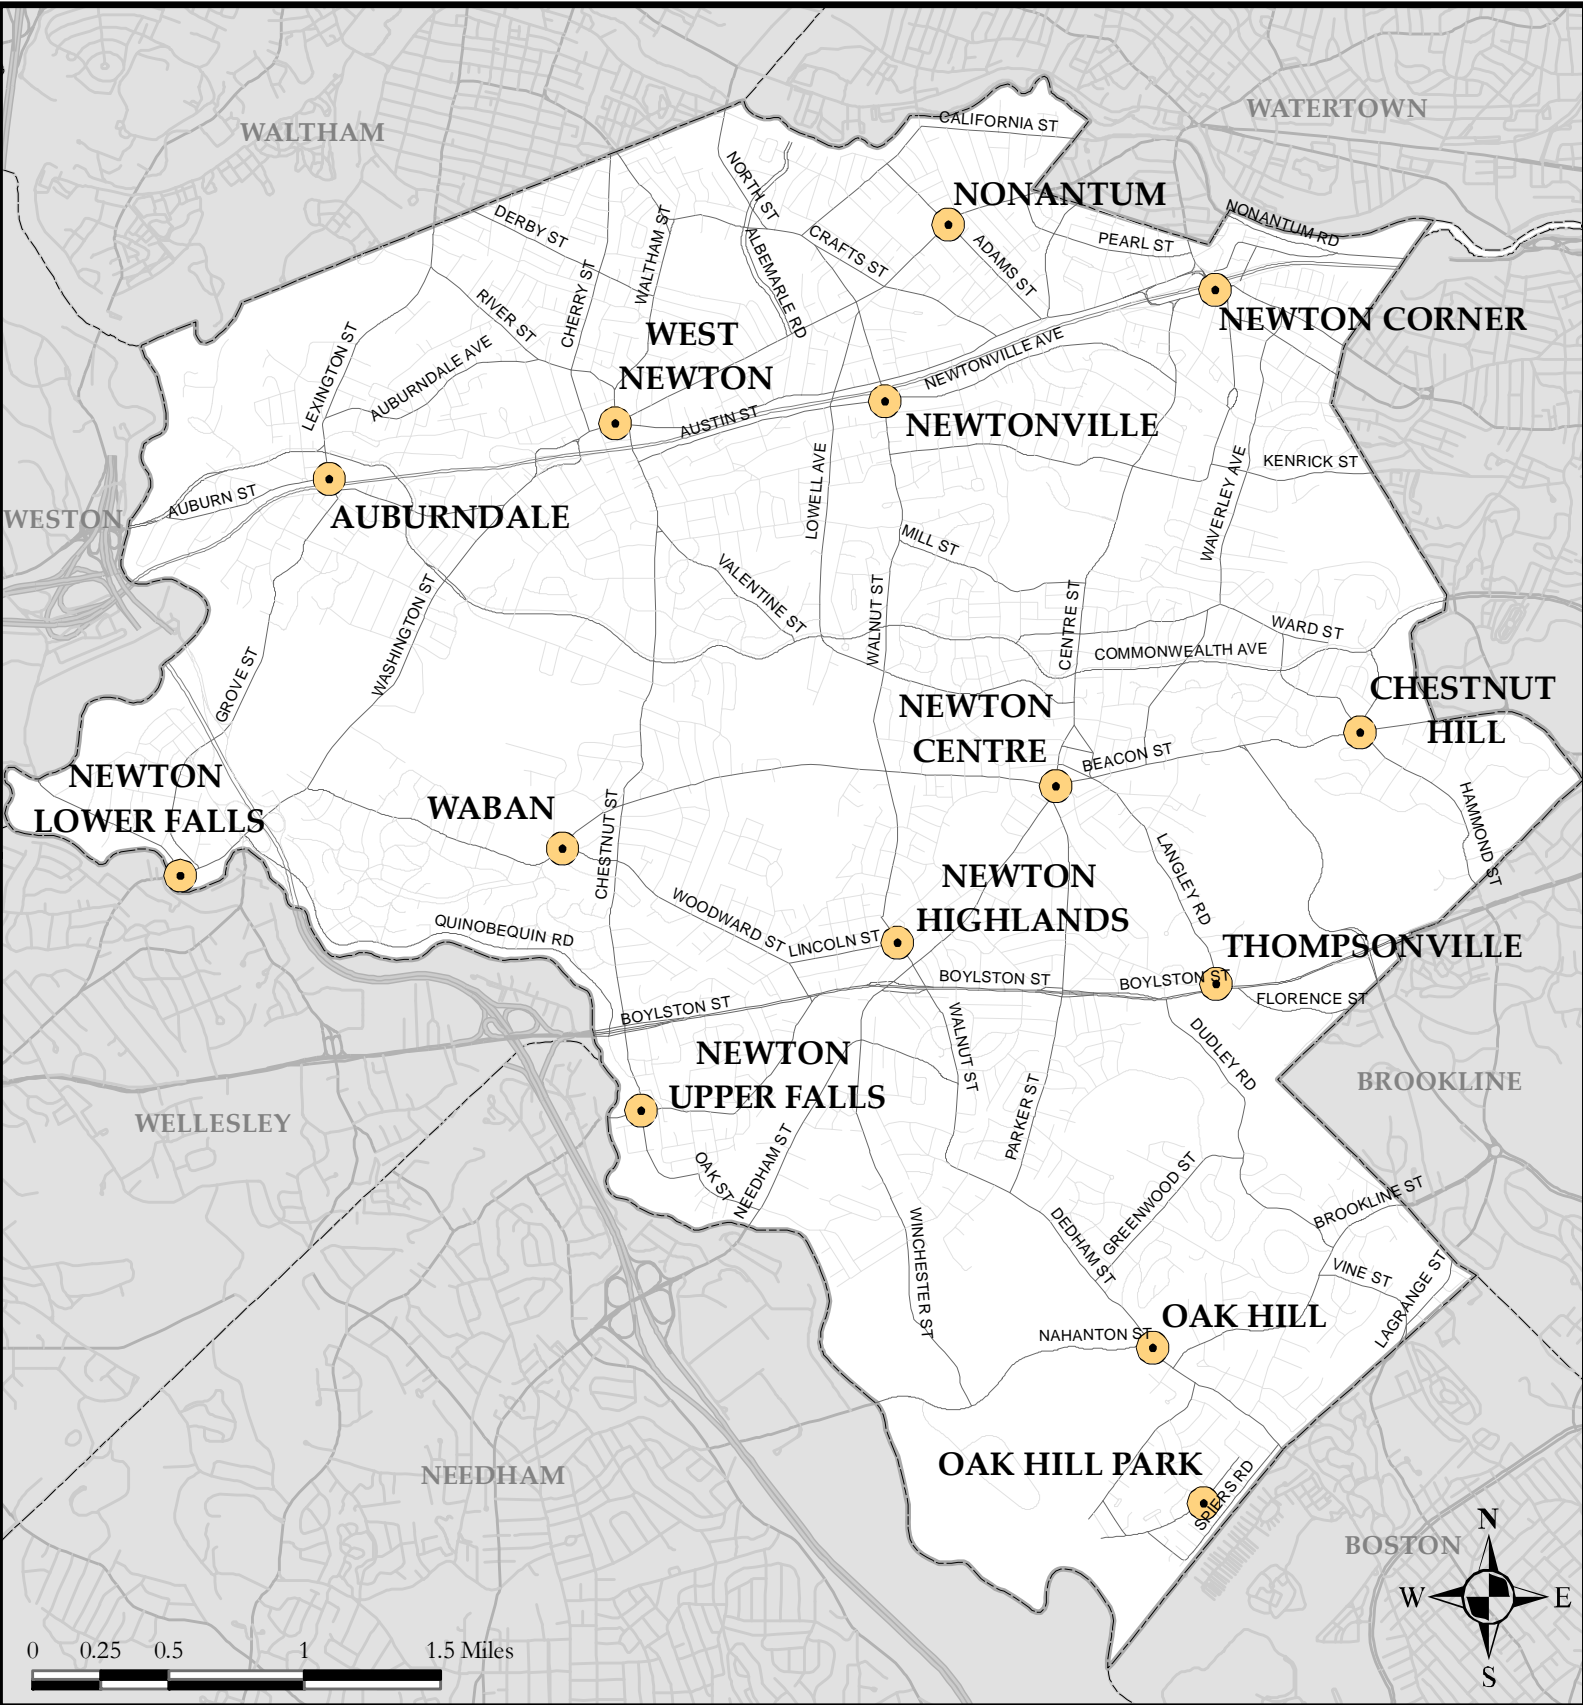 WALTHAM
WATERTOWN
CALIFORNIA ST
NORTH ST
NONANTUM
NONANTUM RD
DERBY ST
WALTHAM ST
ALBEMARLE RD
CRAFTS ST
ADAMS ST
PEARL ST
CHERRY ST
RIVER ST
NEWTON CORNER
WEST
NEWTON
LEXINGTON ST
AUBURNDALE AVE
NEWTONVILLE AVE
AUSTIN ST
NEWTONVILLE
LOWELL AVE
WAVERLEY AVE
KENRICK ST
AUBURN ST
WESTON
AUBURNDALE
MILL ST
VALENTINE ST
WALNUT ST
CENTRE ST
WARD ST
COMMONWEALTH AVE
WASHINGTON ST
GROVE ST
CHESTNUT
HILL
NEWTON
CENTRE
BEACON ST
NEWTON
LOWER FALLS
WABAN
CHESTNUT ST
HAMMOND ST
LANGLEY RD
NEWTON
HIGHLANDS
WOODWARD ST
LINCOLN ST
QUINOBEQUIN RD
THOMPSONVILLE
BOYLSTON ST
BOYLSTON ST
BOYLSTON ST
FLORENCE ST
WALNUT ST
DUDLEY RD
NEWTON
UPPER FALLS
BROOKLINE
WELLESLEY
PARKER ST
OAK ST
NEEDHAM ST
GREENWOOD ST
BROOKLINE ST
WINCHESTER ST
DEDHAM ST
VINE ST
LAGRANGE ST
OAK HILL
NAHANTON ST
OAK HILL PARK
SPIERS RD
NEEDHAM
BOSTON
N
W
E
S
0 0.25 0.5 1 1.5 Miles